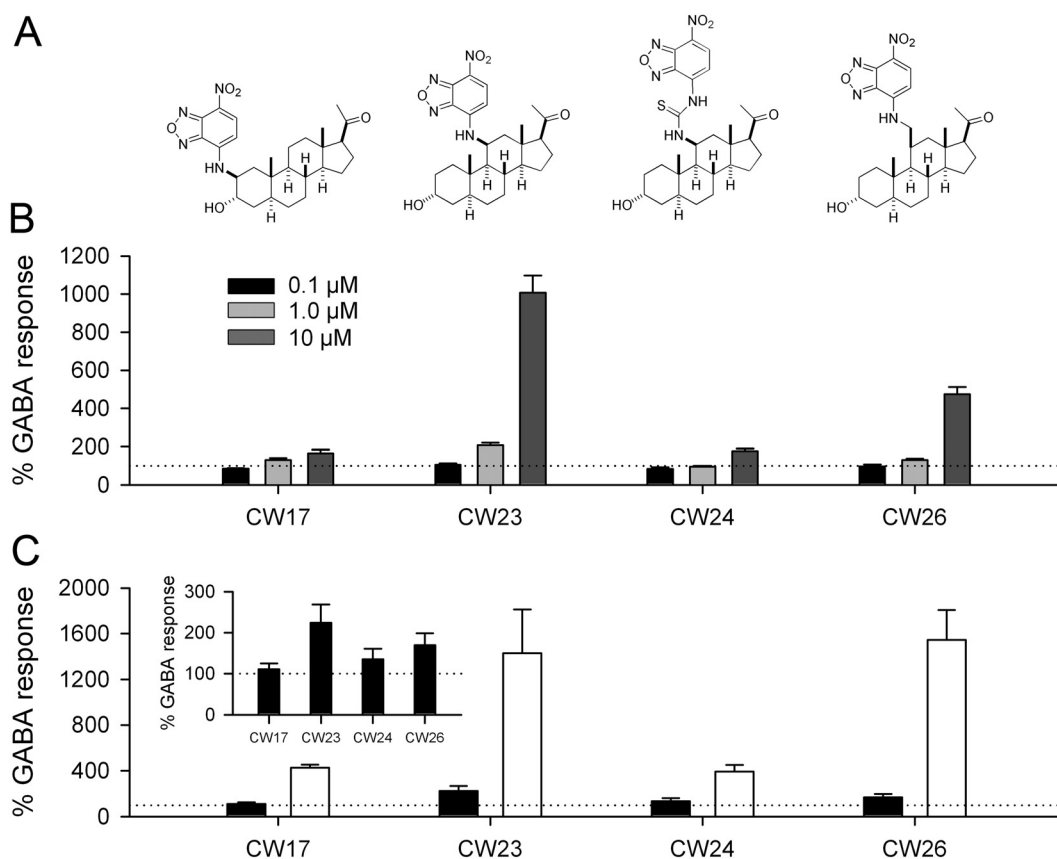 A
NO₂
N
O
N
HN
HO
H
H
H
O
NO₂
N
O
N
HN
HO
H
H
H
O
NO₂
N
O
N
NH
S
HN
HO
H
H
H
O
NO₂
N
O
N
HN
HO
H
H
H
O
B
% GABA response
1200
1000
800
600
400
200
0
0.1 µM
1.0 µM
10 µM
CW17 CW23 CW24 CW26
C
% GABA response
2000
1600
1200
800
400
0
% GABA response
300
200
100
0
CW17 CW23 CW24 CW26
CW17 CW23 CW24 CW26